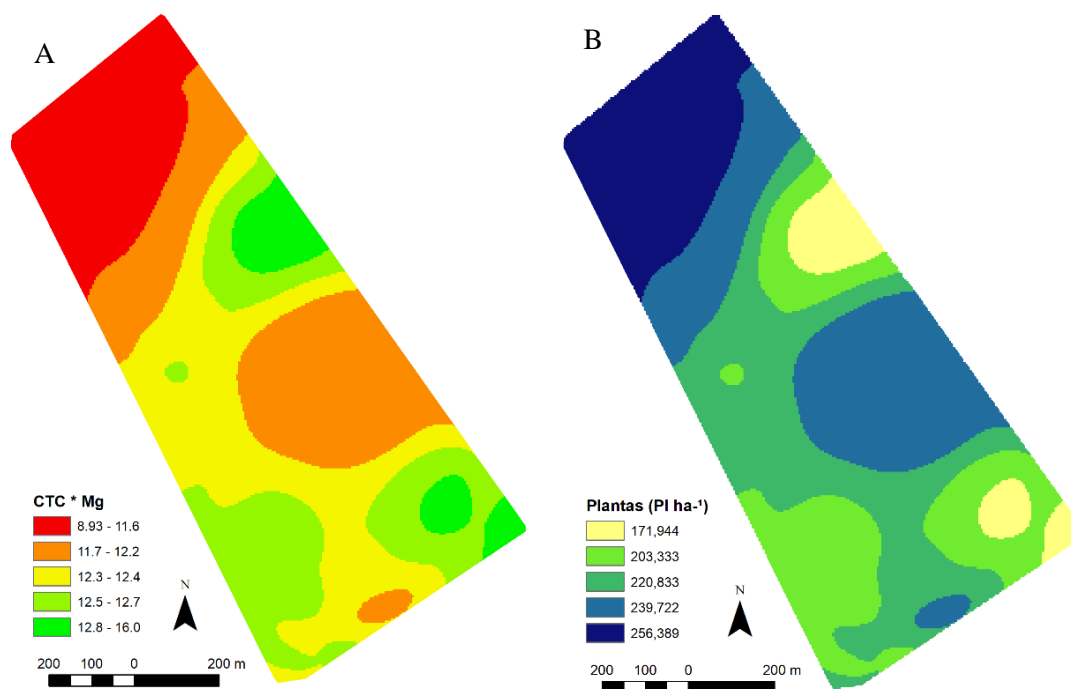 A
CTC * Mg
8.93 - 11.6
11.7 - 12.2
12.3 - 12.4
12.5 - 12.7
12.8 - 16.0
N
200 100 0 200 m
B
Plantas (Pl ha-¹)
171,944
203,333
220,833
239,722
256,389
N
200 100 0 200 m